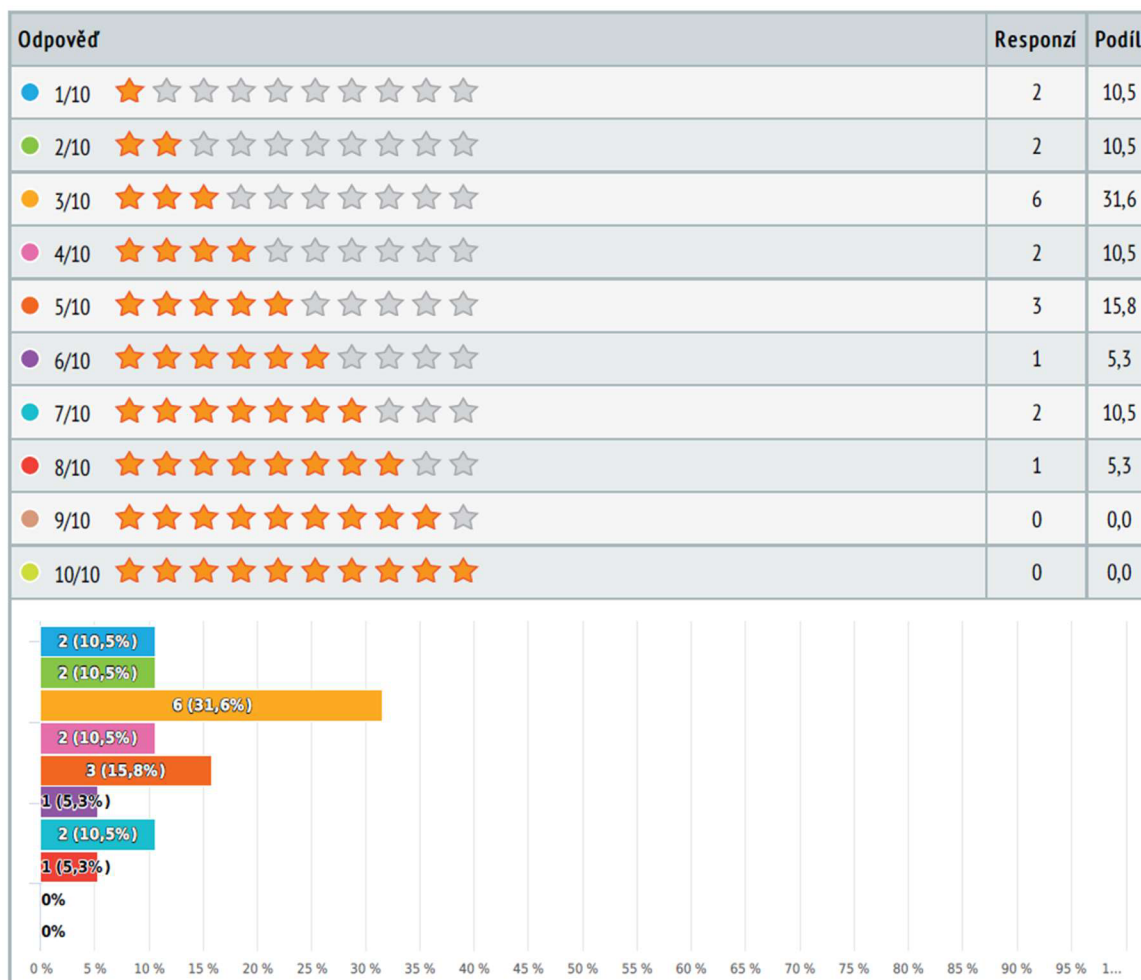 Odpověď Responzí Podíl
1/10 2 10,5
2/10 2 10,5
3/10 6 31,6
4/10 2 10,5
5/10 3 15,8
6/10 1 5,3
7/10 2 10,5
8/10 1 5,3
9/10 0 0,0
10/10 0 0,0
2 (10,5%)
2 (10,5%)
6 (31,6%)
2 (10,5%)
3 (15,8%)
1 (5,3%)
2 (10,5%)
1 (5,3%)
0%
0%
0 % 5 % 10 % 15 % 20 % 25 % 30 % 35 % 40 % 45 % 50 % 55 % 60 % 65 % 70 % 75 % 80 % 85 % 90 % 95 % 1...